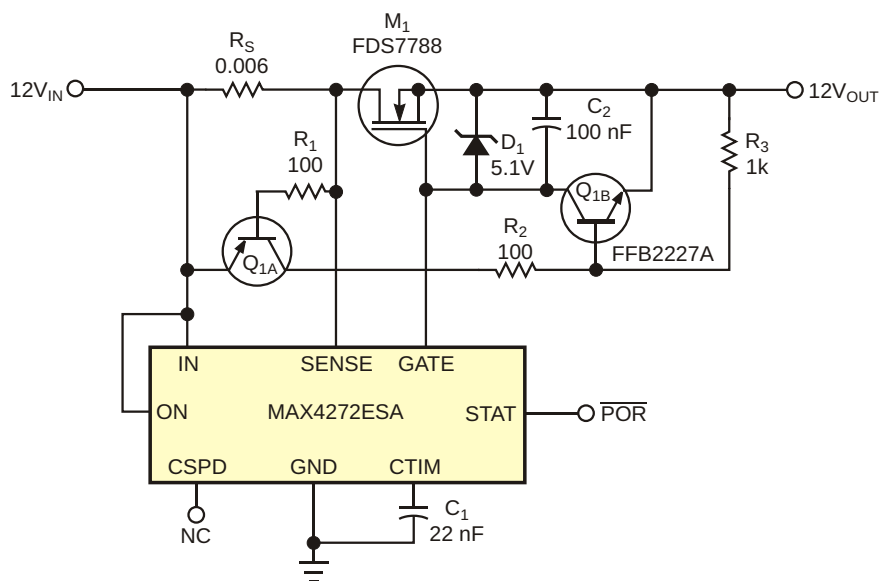 M1
FDS7788
RS
0.006
12VIN
12VOUT
C2
100 nF
D1
5.1V
R3
1k
R1
100
Q1B
R2
100
FFB2227A
Q1A
IN
SENSE
GATE
ON
MAX4272ESA
STAT
POR
CSPD
GND
CTIM
C1
22 nF
NC